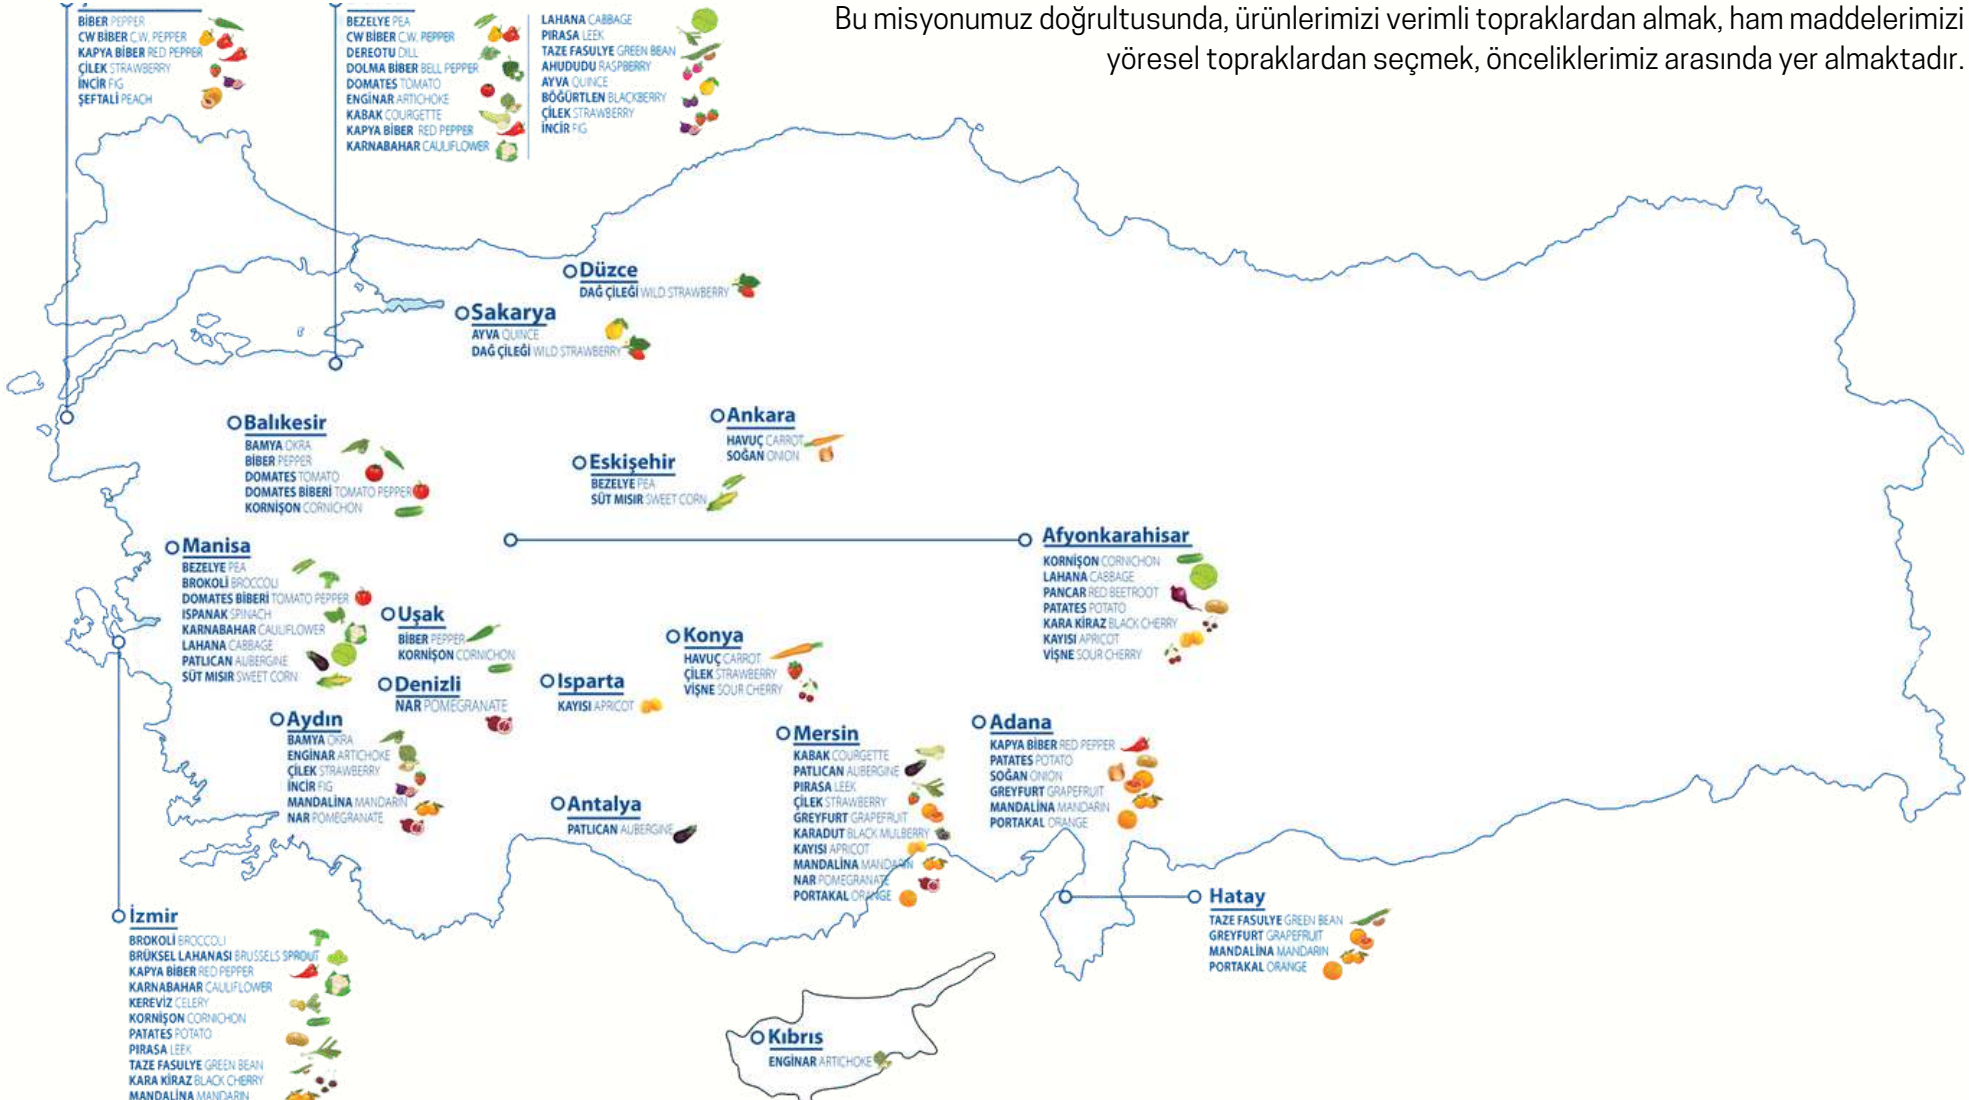 Bu misyonumuz doğrultusunda, ürünlerimizi verimli topraklardan almak, ham maddelerimizi
yöresel topraklardan seçmek, önceliklerimiz arasında yer almaktadır.
BİBER PEPPER
CW BİBER C.W. PEPPER
KAPYA BİBER RED PEPPER
ÇİLEK STRAWBERRY
İNCİR FIG
ŞEFTALİ PEACH
BEZELYE PEA
CW BİBER C.W. PEPPER
DEREOTU DILL
DOLMA BİBER BELL PEPPER
DOMATES TOMATO
ENGİNAR ARTICHOKE
KABAK COURGETTE
KAPYA BİBER RED PEPPER
KARNABAHAR CAULIFLOWER
LAHANA CABBAGE
PIRASA LEEK
TAZE FASULYE GREEN BEAN
AHUDUDU RASPBERRY
AYVA QUINCE
BÖĞÜRTLEN BLACKBERRY
ÇİLEK STRAWBERRY
İNCİR FIG
Düzce
DAĞ ÇİLEĞİ WILD STRAWBERRY
Sakarya
AYVA QUINCE
DAĞ ÇİLEĞİ WILD STRAWBERRY
Balıkesir
BAMYA OKRA
BİBER PEPPER
DOMATES TOMATO
DOMATES BİBERİ TOMATO PEPPER
KORNİŞON CORNICHON
Ankara
HAVUÇ CARROT
SOĞAN ONION
Eskişehir
BEZELYE PEA
SÜT MISIR SWEET CORN
Afyonkarahisar
KORNİŞON CORNICHON
LAHANA CABBAGE
PANCAR RED BEETROOT
PATATES POTATO
KARA KİRAZ BLACK CHERRY
KAYISI APRICOT
VİŞNE SOUR CHERRY
Manisa
BEZELYE PEA
BROKOLİ BROCCOLI
DOMATES BİBERİ TOMATO PEPPER
ISPANAK SPINACH
KARNABAHAR CAULIFLOWER
LAHANA CABBAGE
PATLICAN AUBERGINE
SÜT MISIR SWEET CORN
Uşak
BİBER PEPPER
KORNİŞON CORNICHON
Konya
HAVUÇ CARROT
ÇİLEK STRAWBERRY
VİŞNE SOUR CHERRY
Denizli
NAR POMEGRANATE
Isparta
KAYISI APRICOT
Aydın
BAMYA OKRA
ENGİNAR ARTICHOKE
ÇİLEK STRAWBERRY
İNCİR FIG
MANDALİNA MANDARIN
NAR POMEGRANATE
Antalya
PATLICAN AUBERGINE
Mersin
KABAK COURGETTE
PATLICAN AUBERGINE
PIRASA LEEK
ÇİLEK STRAWBERRY
GREYFURT GRAPEFRUIT
KARADUT BLACK MULBERRY
KAYISI APRICOT
MANDALİNA MANDARIN
NAR POMEGRANATE
PORTAKAL ORANGE
Adana
KAPYA BİBER RED PEPPER
PATATES POTATO
SOĞAN ONION
GREYFURT GRAPEFRUIT
MANDALİNA MANDARIN
PORTAKAL ORANGE
Hatay
TAZE FASULYE GREEN BEAN
GREYFURT GRAPEFRUIT
MANDALİNA MANDARIN
PORTAKAL ORANGE
İzmir
BROKOLİ BROCCOLI
BRÜKSEL LAHANASI BRUSSELS SPROUT
KAPYA BİBER RED PEPPER
KARNABAHAR CAULIFLOWER
KEREVİZ CELERY
KORNİŞON CORNICHON
PATATES POTATO
PIRASA LEEK
TAZE FASULYE GREEN BEAN
KARA KİRAZ BLACK CHERRY
MANDALİNA MANDARIN
Kıbrıs
ENGİNAR ARTICHOKE